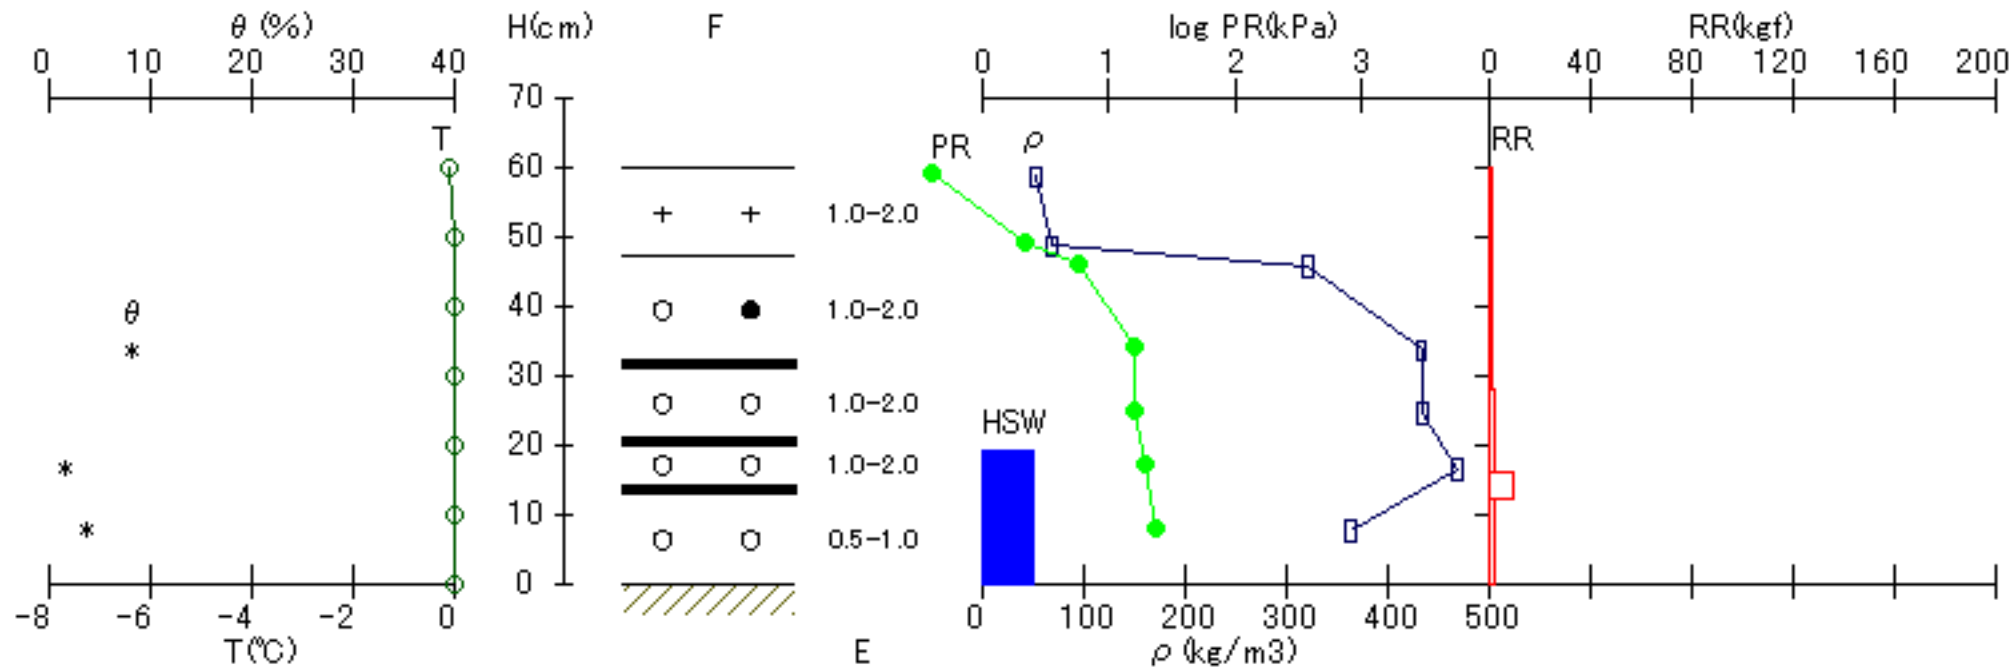 θ (%) H(cm) F log PR(kPa) RR(kgf)
0 10 20 30 40 0 1 2 3 0 40 80 120 160 200
70
T PR ρ RR
60
1.0-2.0
50
40
θ 1.0-2.0
30
1.0-2.0
HSW
20
1.0-2.0
10
0.5-1.0
0
-8 -6 -4 -2 0 0 100 200 300 400 500
T(℃) E ρ (kg/m3)